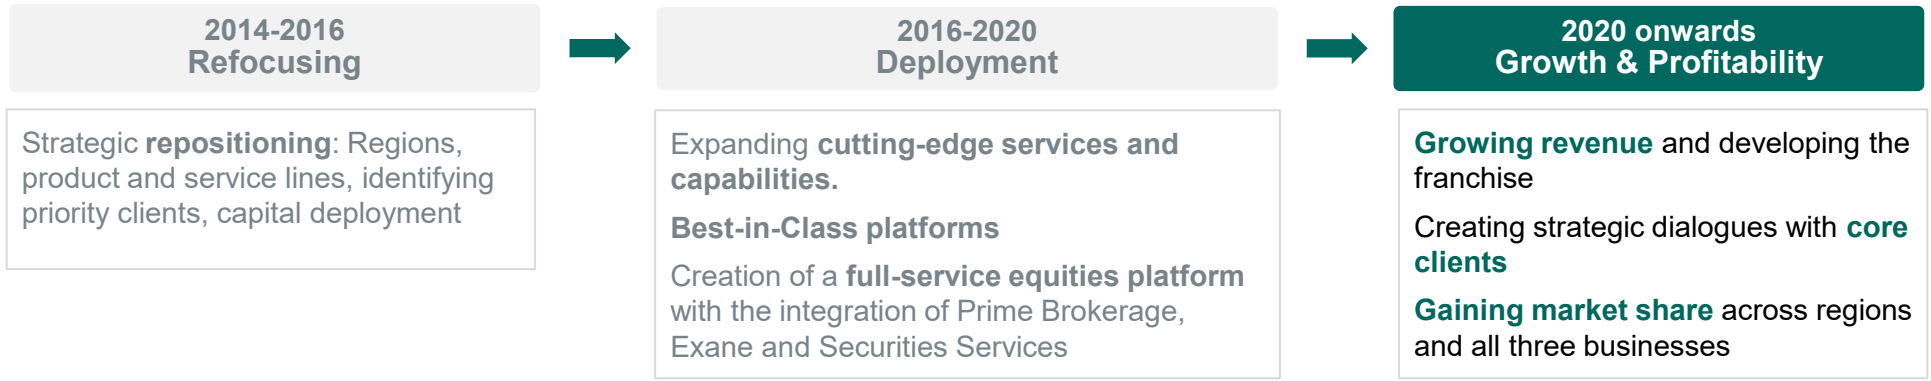 2014-2016
Refocusing
Strategic repositioning: Regions,
product and service lines, identifying
priority clients, capital deployment
2016-2020
Deployment
Expanding cutting-edge services and
capabilities.
Best-in-Class platforms
Creation of a full-service equities platform
with the integration of Prime Brokerage,
Exane and Securities Services
2020 onwards
Growth & Profitability
Growing revenue and developing the
franchise
Creating strategic dialogues with core
clients
Gaining market share across regions
and all three businesses